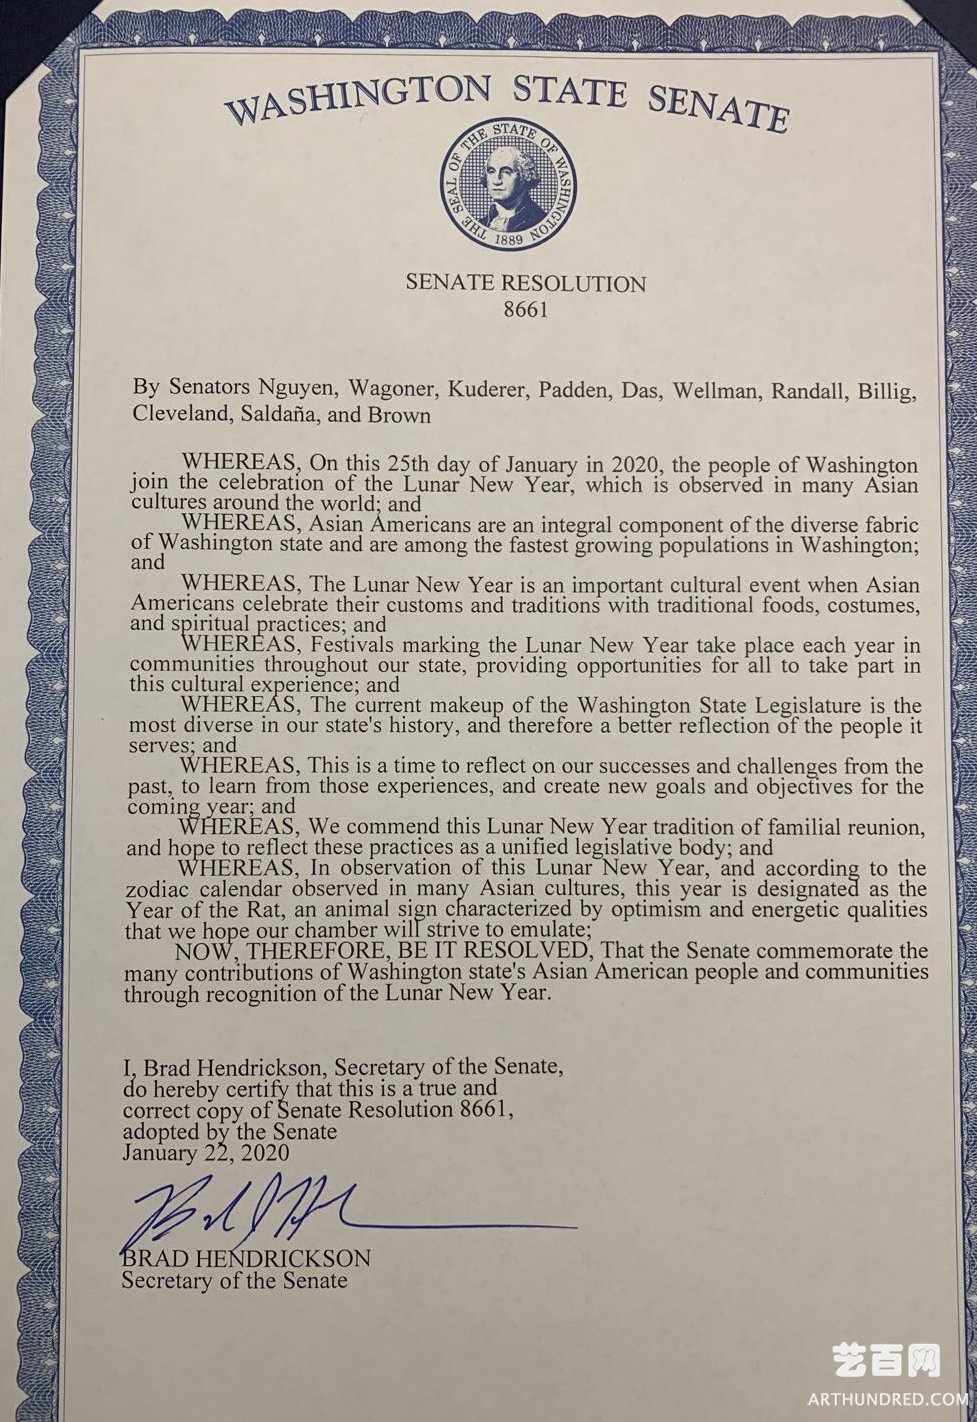 WASHINGTON STATE SENATE
THE SEAL OF THE STATE OF WASHINGTON
1889
SENATE RESOLUTION
8661
By Senators Nguyen, Wagoner, Kuderer, Padden, Das, Wellman, Randall, Billig,
Cleveland, Saldaña, and Brown
WHEREAS, On this 25th day of January in 2020, the people of Washington
join the celebration of the Lunar New Year, which is observed in many Asian
cultures around the world; and
WHEREAS, Asian Americans are an integral component of the diverse fabric
of Washington state and are among the fastest growing populations in Washington;
and
WHEREAS, The Lunar New Year is an important cultural event when Asian
Americans celebrate their customs and traditions with traditional foods, costumes,
and spiritual practices; and
WHEREAS, Festivals marking the Lunar New Year take place each year in
communities throughout our state, providing opportunities for all to take part in
this cultural experience; and
WHEREAS, The current makeup of the Washington State Legislature is the
most diverse in our state's history, and therefore a better reflection of the people it
serves; and
WHEREAS, This is a time to reflect on our successes and challenges from the
past, to learn from those experiences, and create new goals and objectives for the
coming year; and
WHEREAS, We commend this Lunar New Year tradition of familial reunion,
and hope to reflect these practices as a unified legislative body; and
WHEREAS, In observation of this Lunar New Year, and according to the
zodiac calendar observed in many Asian cultures, this year is designated as the
Year of the Rat, an animal sign characterized by optimism and energetic qualities
that we hope our chamber will strive to emulate;
NOW, THEREFORE, BE IT RESOLVED, That the Senate commemorate the
many contributions of Washington state's Asian American people and communities
through recognition of the Lunar New Year.
I, Brad Hendrickson, Secretary of the Senate,
do hereby certify that this is a true and
correct copy of Senate Resolution 8661,
adopted by the Senate
January 22, 2020
BRAD HENDRICKSON
Secretary of the Senate
艺百网
ARTHUNDRED.COM